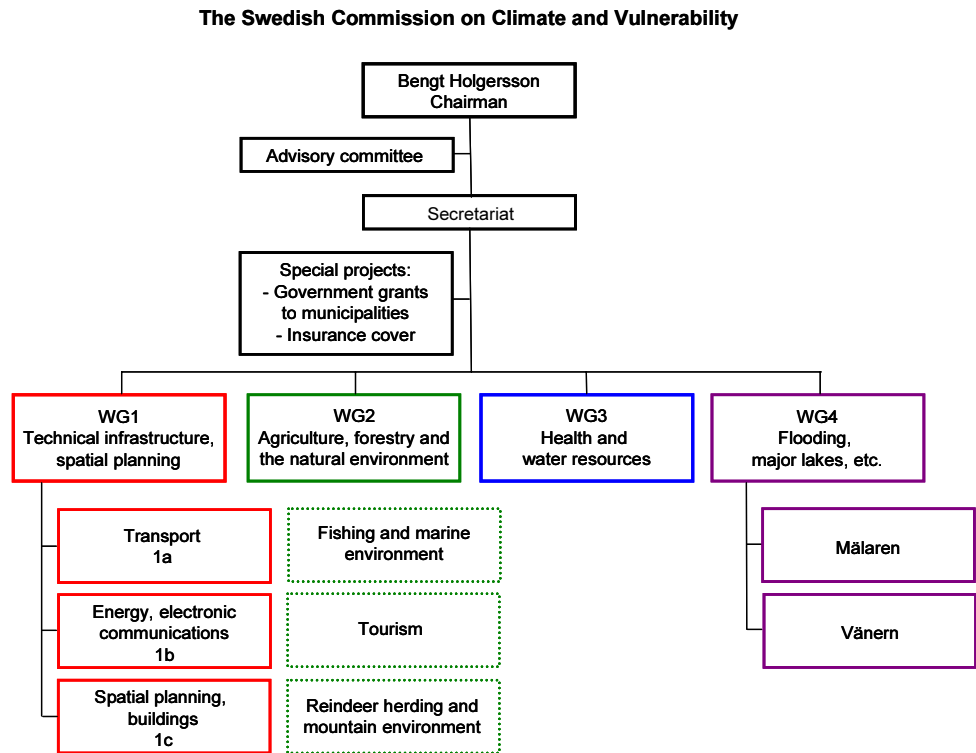 The Swedish Commission on Climate and Vulnerability
Bengt Holgersson
Chairman
Advisory committee
Secretariat
Special projects:
- Government grants
to municipalities
- Insurance cover
WG1
Technical infrastructure,
spatial planning
WG2
Agriculture, forestry and
the natural environment
WG3
Health and
water resources
WG4
Flooding,
major lakes, etc.
Transport
1a
Fishing and marine
environment
Mälaren
Energy, electronic
communications
1b
Tourism
Vänern
Spatial planning,
buildings
1c
Reindeer herding and
mountain environment